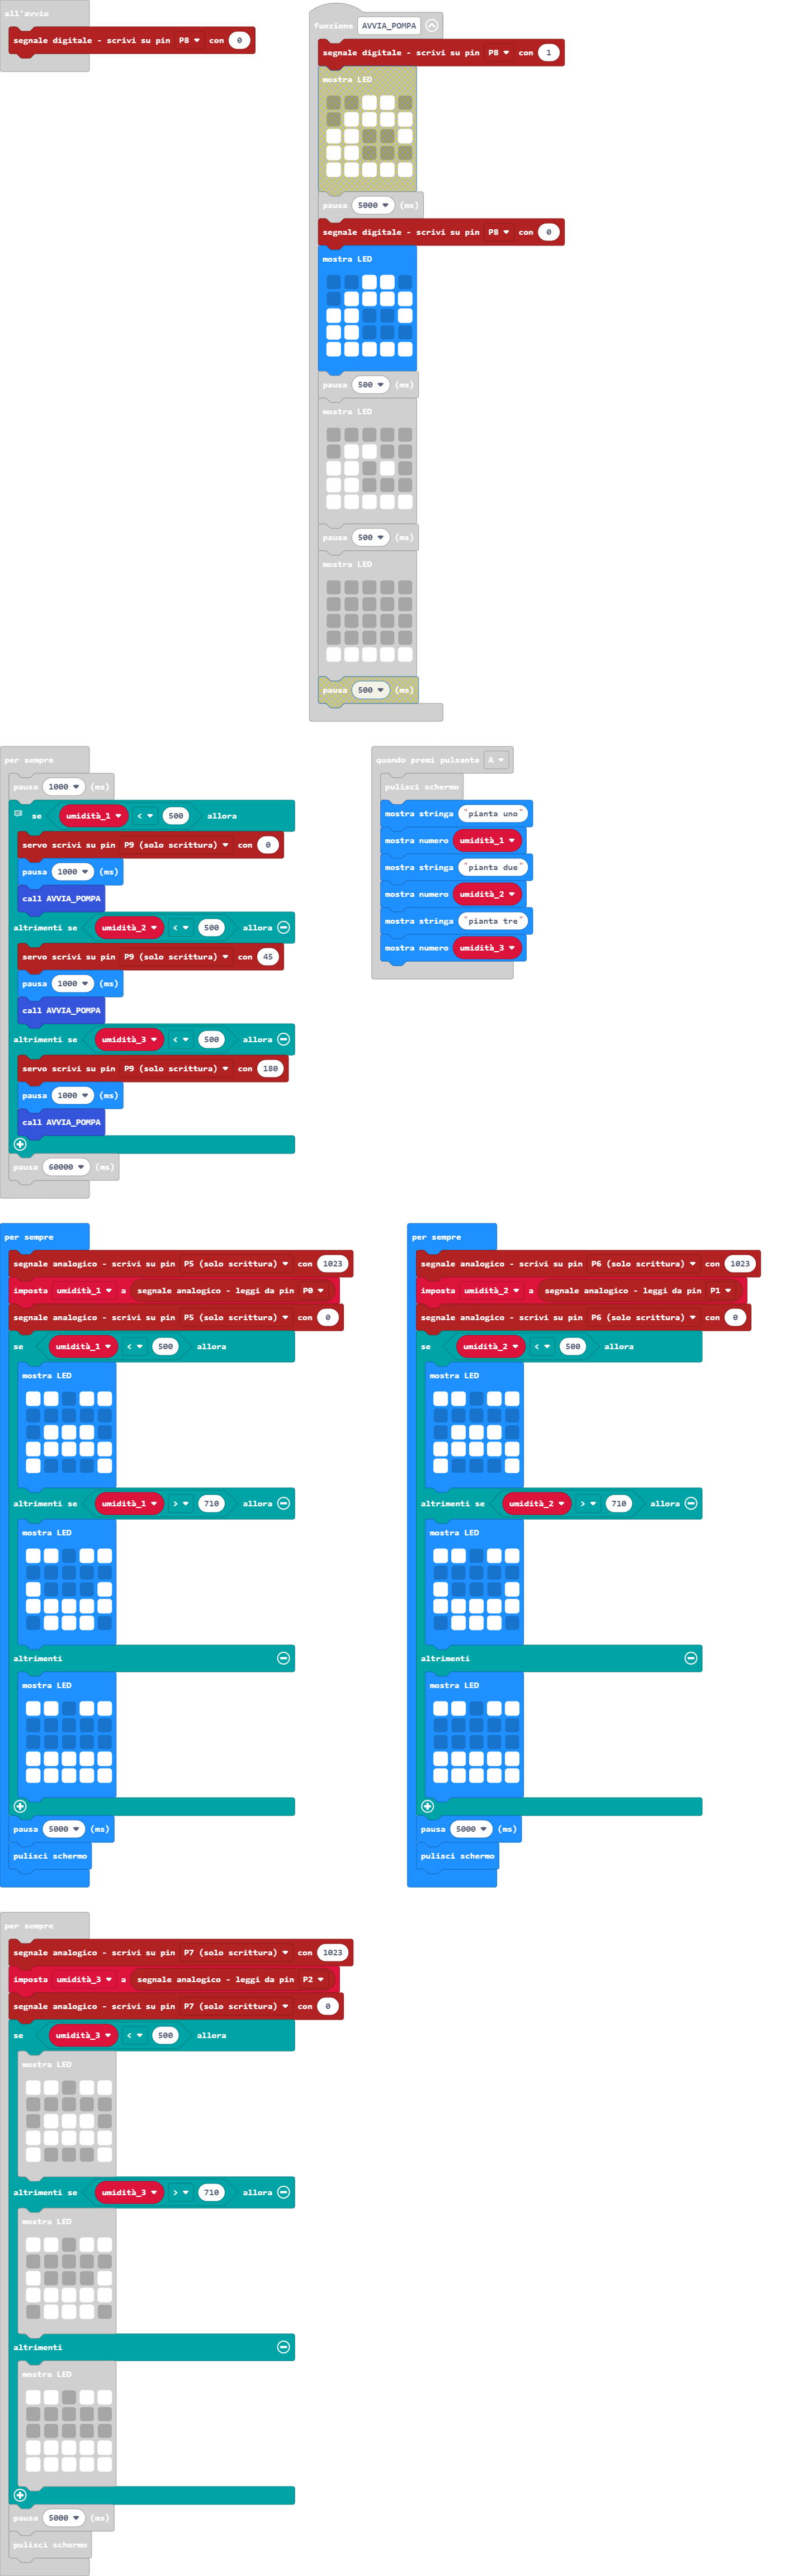 all'avvio
segnale digitale - scrivi su pin P8 con 0
funzione AVVIA_POMPA
segnale digitale - scrivi su pin P8 con 1
mostra LED
pausa 5000 (ms)
segnale digitale - scrivi su pin P8 con 0
mostra LED
pausa 500 (ms)
mostra LED
pausa 500 (ms)
mostra LED
pausa 500 (ms)
per sempre
pausa 1000 (ms)
se umidità_1 < 500 allora
servo scrivi su pin P9 (solo scrittura) con 0
pausa 1000 (ms)
call AVVIA_POMPA
altrimenti se umidità_2 < 500 allora
servo scrivi su pin P9 (solo scrittura) con 45
pausa 1000 (ms)
call AVVIA_POMPA
altrimenti se umidità_3 < 500 allora
servo scrivi su pin P9 (solo scrittura) con 180
pausa 1000 (ms)
call AVVIA_POMPA
pausa 60000 (ms)
quando premi pulsante A
pulisci schermo
mostra stringa "pianta uno"
mostra numero umidità_1
mostra stringa "pianta due"
mostra numero umidità_2
mostra stringa "pianta tre"
mostra numero umidità_3
per sempre
segnale analogico - scrivi su pin P5 (solo scrittura) con 1023
imposta umidità_1 a segnale analogico - leggi da pin P0
segnale analogico - scrivi su pin P5 (solo scrittura) con 0
se umidità_1 < 500 allora
mostra LED
altrimenti se umidità_1 > 710 allora
mostra LED
altrimenti
mostra LED
pausa 5000 (ms)
pulisci schermo
per sempre
segnale analogico - scrivi su pin P6 (solo scrittura) con 1023
imposta umidità_2 a segnale analogico - leggi da pin P1
segnale analogico - scrivi su pin P6 (solo scrittura) con 0
se umidità_2 < 500 allora
mostra LED
altrimenti se umidità_2 > 710 allora
mostra LED
altrimenti
mostra LED
pausa 5000 (ms)
pulisci schermo
per sempre
segnale analogico - scrivi su pin P7 (solo scrittura) con 1023
imposta umidità_3 a segnale analogico - leggi da pin P2
segnale analogico - scrivi su pin P7 (solo scrittura) con 0
se umidità_3 < 500 allora
mostra LED
altrimenti se umidità_3 > 710 allora
mostra LED
altrimenti
mostra LED
pausa 5000 (ms)
pulisci schermo